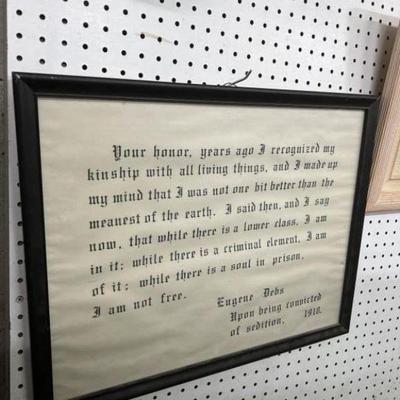 Your honor, years ago I recognized my
kinship with all living things, and I made up
my mind that I was not one bit better than the
meanest of the earth. I said then, and I say
now, that while there is a lower class, I am
in it; while there is a criminal element, I am
of it; while there is a soul in prison,
I am not free.
Eugene Debs
Upon being convicted
of sedition, 1918.